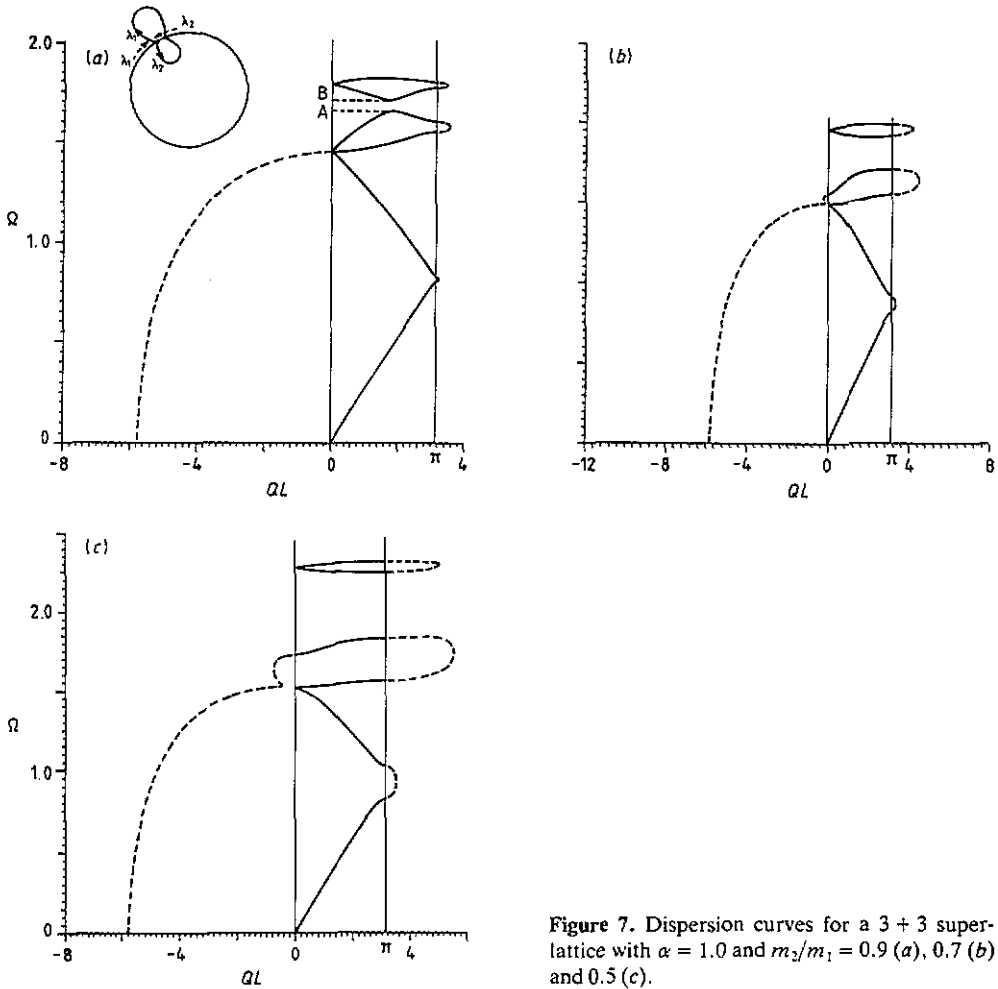 (a)
λ₁
λ₂
λ₁
λ₂
2.0
B
A
Ω
1.0
0
-8
-4
0
π
4
QL
(b)
-12
-8
-4
0
π
4
8
QL
(c)
2.0
Ω
1.0
0
-8
-4
0
π
4
QL
Figure 7. Dispersion curves for a 3 + 3 super-
lattice with α = 1.0 and m₂/m₁ = 0.9 (a), 0.7 (b)
and 0.5 (c).